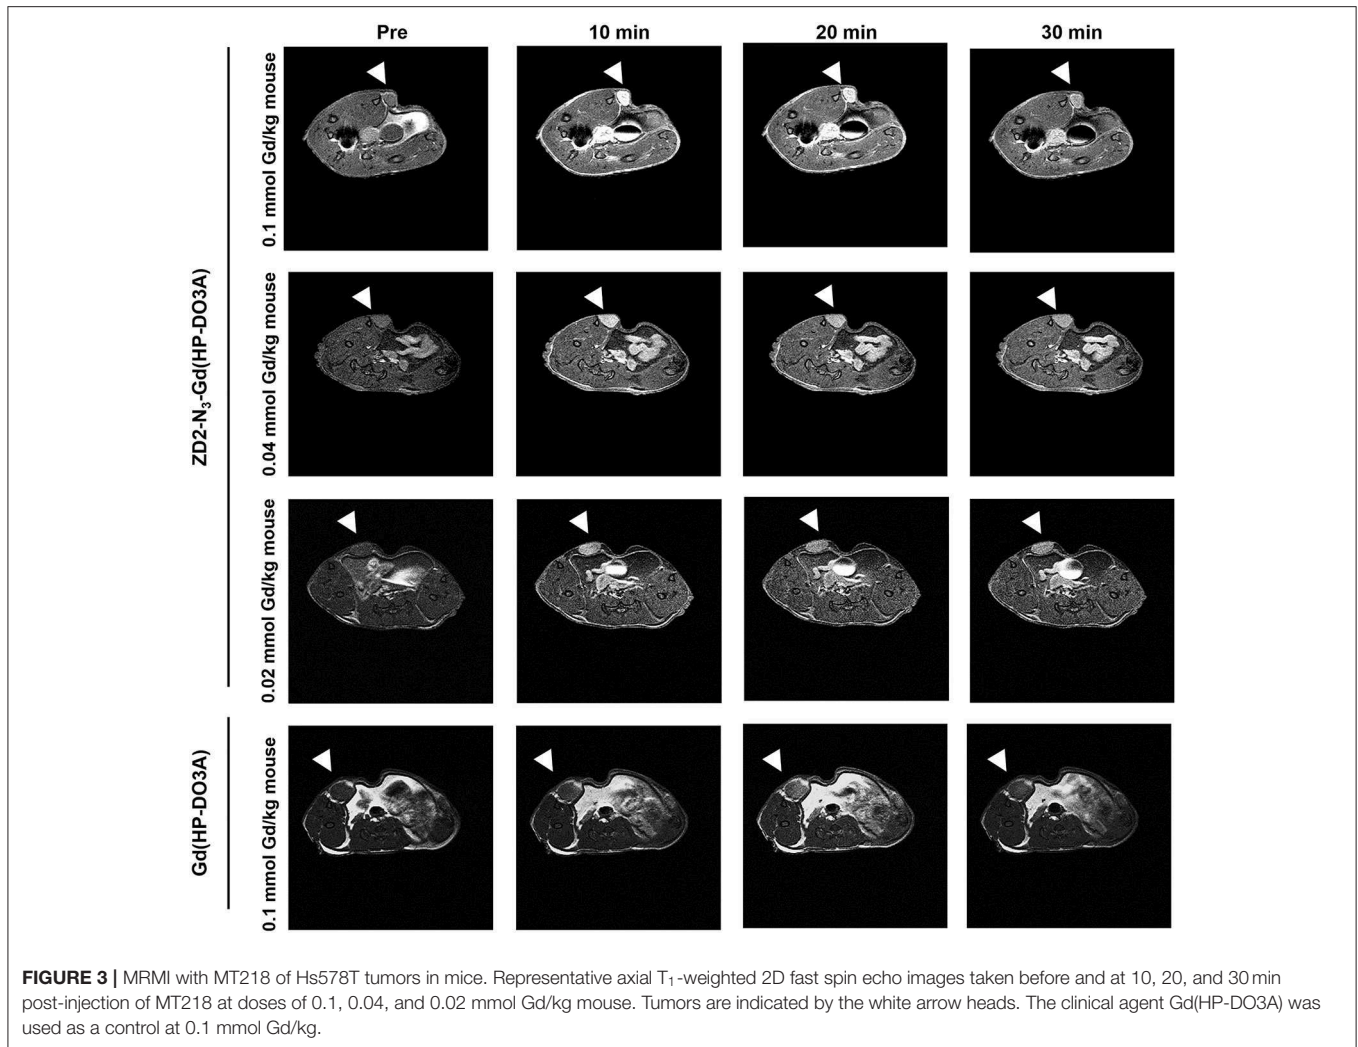 Pre 10 min 20 min 30 min
ZD2-N3-Gd(HP-DO3A)
0.1 mmol Gd/kg mouse
0.04 mmol Gd/kg mouse
0.02 mmol Gd/kg mouse
Gd(HP-DO3A)
0.1 mmol Gd/kg mouse
FIGURE 3 | MRMI with MT218 of Hs578T tumors in mice. Representative axial T1-weighted 2D fast spin echo images taken before and at 10, 20, and 30 min
post-injection of MT218 at doses of 0.1, 0.04, and 0.02 mmol Gd/kg mouse. Tumors are indicated by the white arrow heads. The clinical agent Gd(HP-DO3A) was
used as a control at 0.1 mmol Gd/kg.